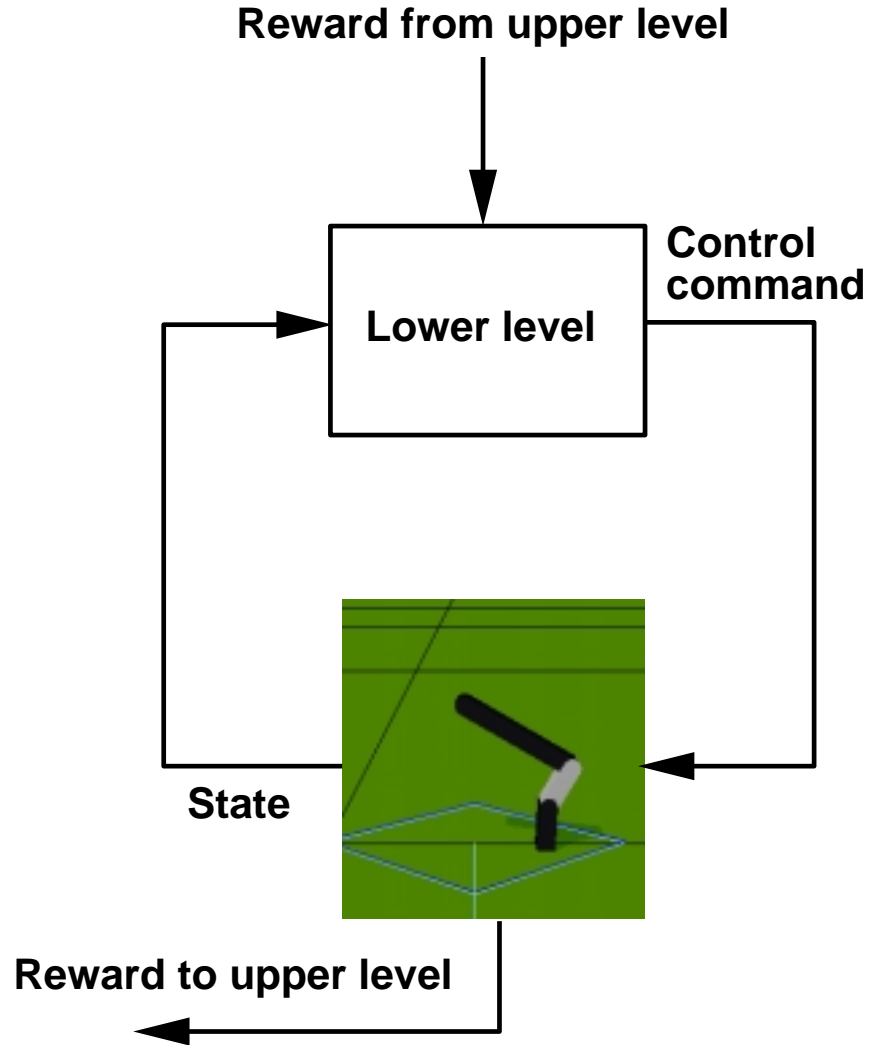 Reward from upper level
Control
command
Lower level
State
Reward to upper level